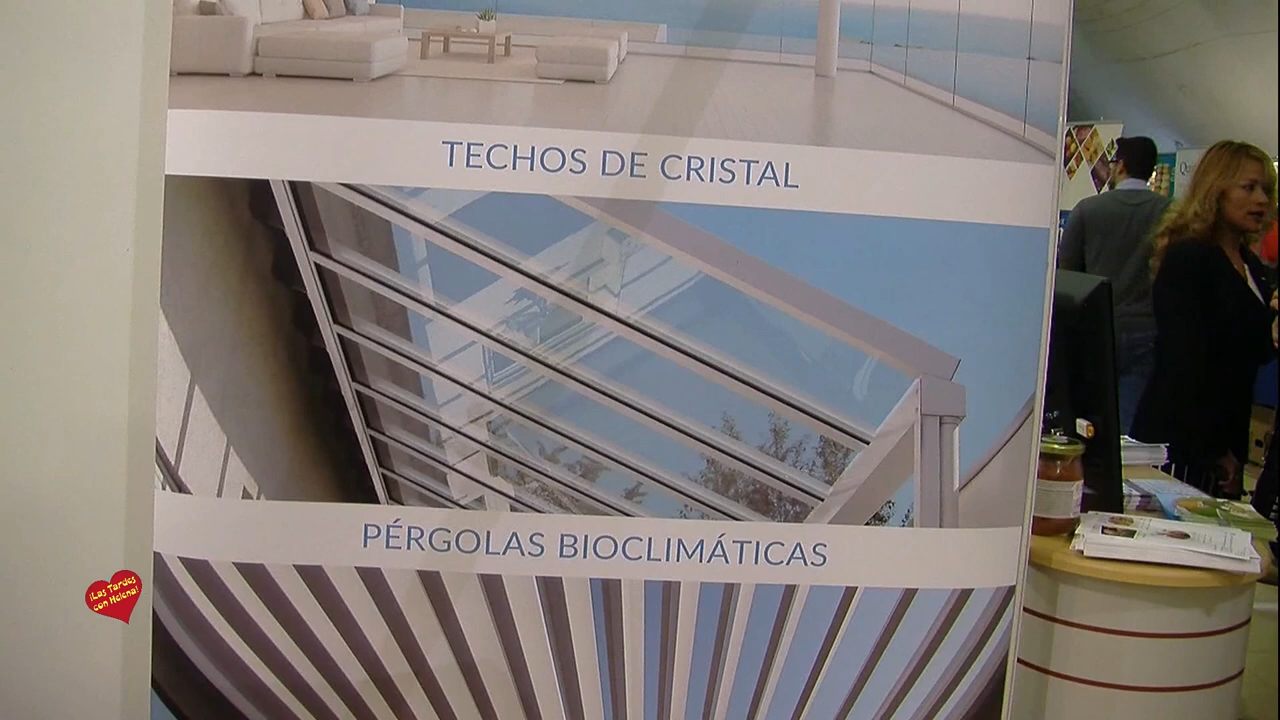 TECHOS DE CRISTAL
PÉRGOLAS BIOCLIMÁTICAS
¡Las Tardes
con Helena!